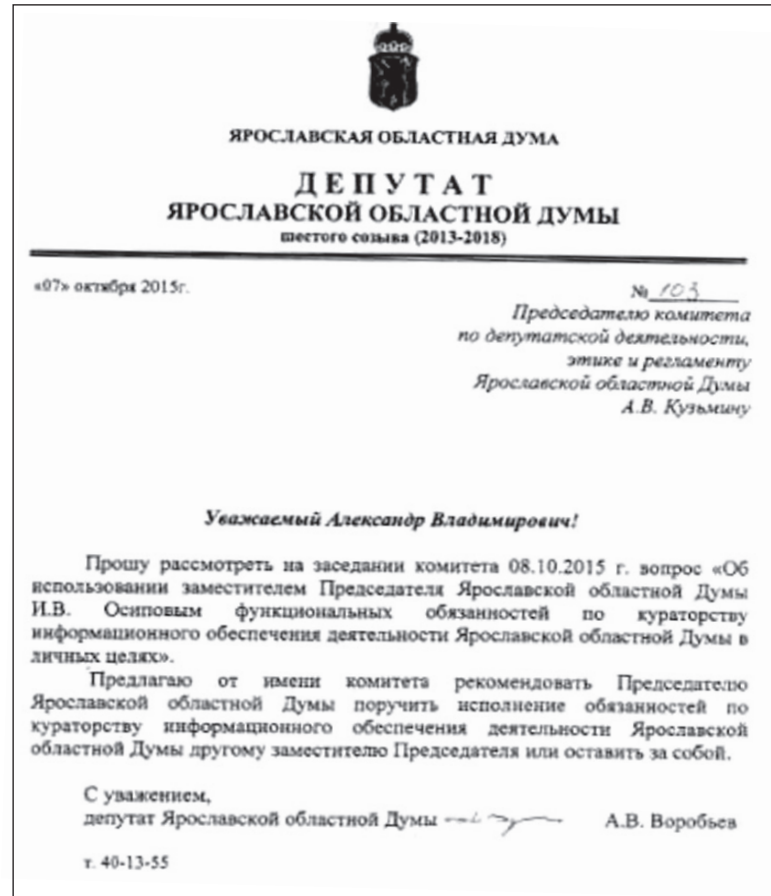 ЯРОСЛАВСКАЯ ОБЛАСТНАЯ ДУМА
ДЕПУТАТ
ЯРОСЛАВСКОЙ ОБЛАСТНОЙ ДУМЫ
шестого созыва (2013-2018)
«07» октября 2015г.
№ 103
Председателю комитета
по депутатской деятельности,
этике и регламенту
Ярославской областной Думы
А.В. Кузьмину
Уважаемый Александр Владимирович!
Прошу рассмотреть на заседании комитета 08.10.2015 г. вопрос «Об
использовании заместителем Председателя Ярославской областной Думы
И.В. Осиповым функциональных обязанностей по кураторству
информационного обеспечения деятельности Ярославской областной Думы в
личных целях».
Предлагаю от имени комитета рекомендовать Председателю
Ярославской областной Думы поручить исполнение обязанностей по
кураторству информационного обеспечения деятельности Ярославской
областной Думы другому заместителю Председателя или оставить за собой.
С уважением,
депутат Ярославской областной Думы А.В. Воробьев
т. 40-13-55